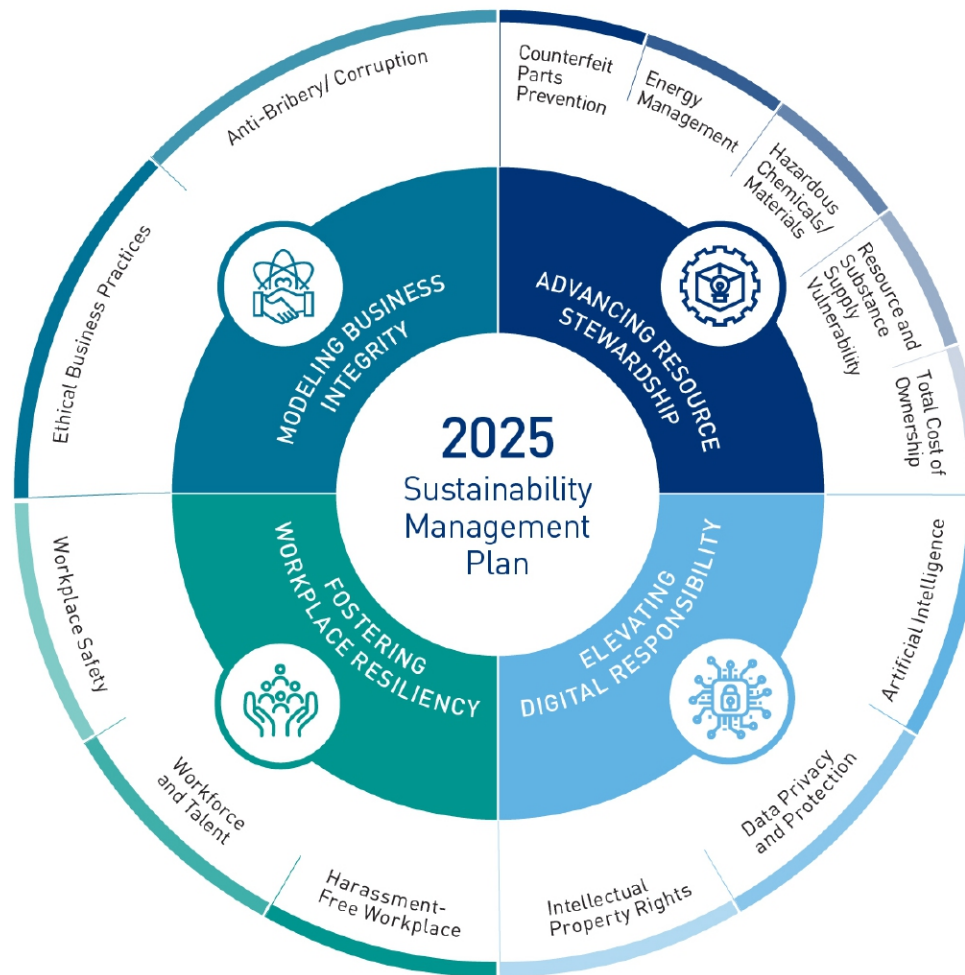 2025
Sustainability
Management
Plan
MODELING BUSINESS
INTEGRITY
Ethical Business Practices
Anti-Bribery/ Corruption
ADVANCING RESOURCE
STEWARDSHIP
Counterfeit
Parts
Prevention
Energy
Management
Hazardous
Chemicals/
Materials
Resource and
Substance
Supply
Vulnerability
Total Cost of
Ownership
ELEVATING
DIGITAL RESPONSIBILITY
Artificial Intelligence
Data Privacy
and Protection
Intellectual
Property Rights
FOSTERING
WORKPLACE RESILIENCY
Harassment-
Free Workplace
Workforce
and Talent
Workplace Safety